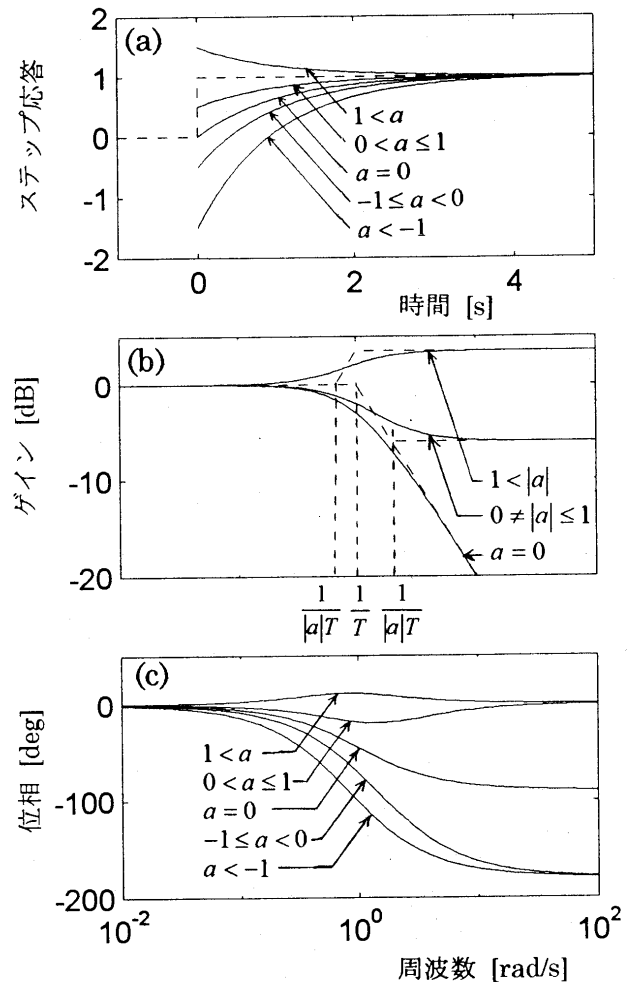 (a)
ステップ応答
2
1
0
-1
-2
1 < a
0 < a ≤ 1
a = 0
-1 ≤ a < 0
a < -1
0
2
4
時間 [s]
(b)
ゲイン [dB]
0
-10
-20
1 < |a|
0 ≠ |a| ≤ 1
a = 0
1/|a|T 1/T 1/|a|T
(c)
位相 [deg]
0
-100
-200
1 < a
0 < a ≤ 1
a = 0
-1 ≤ a < 0
a < -1
10^-2
10^0
10^2
周波数 [rad/s]